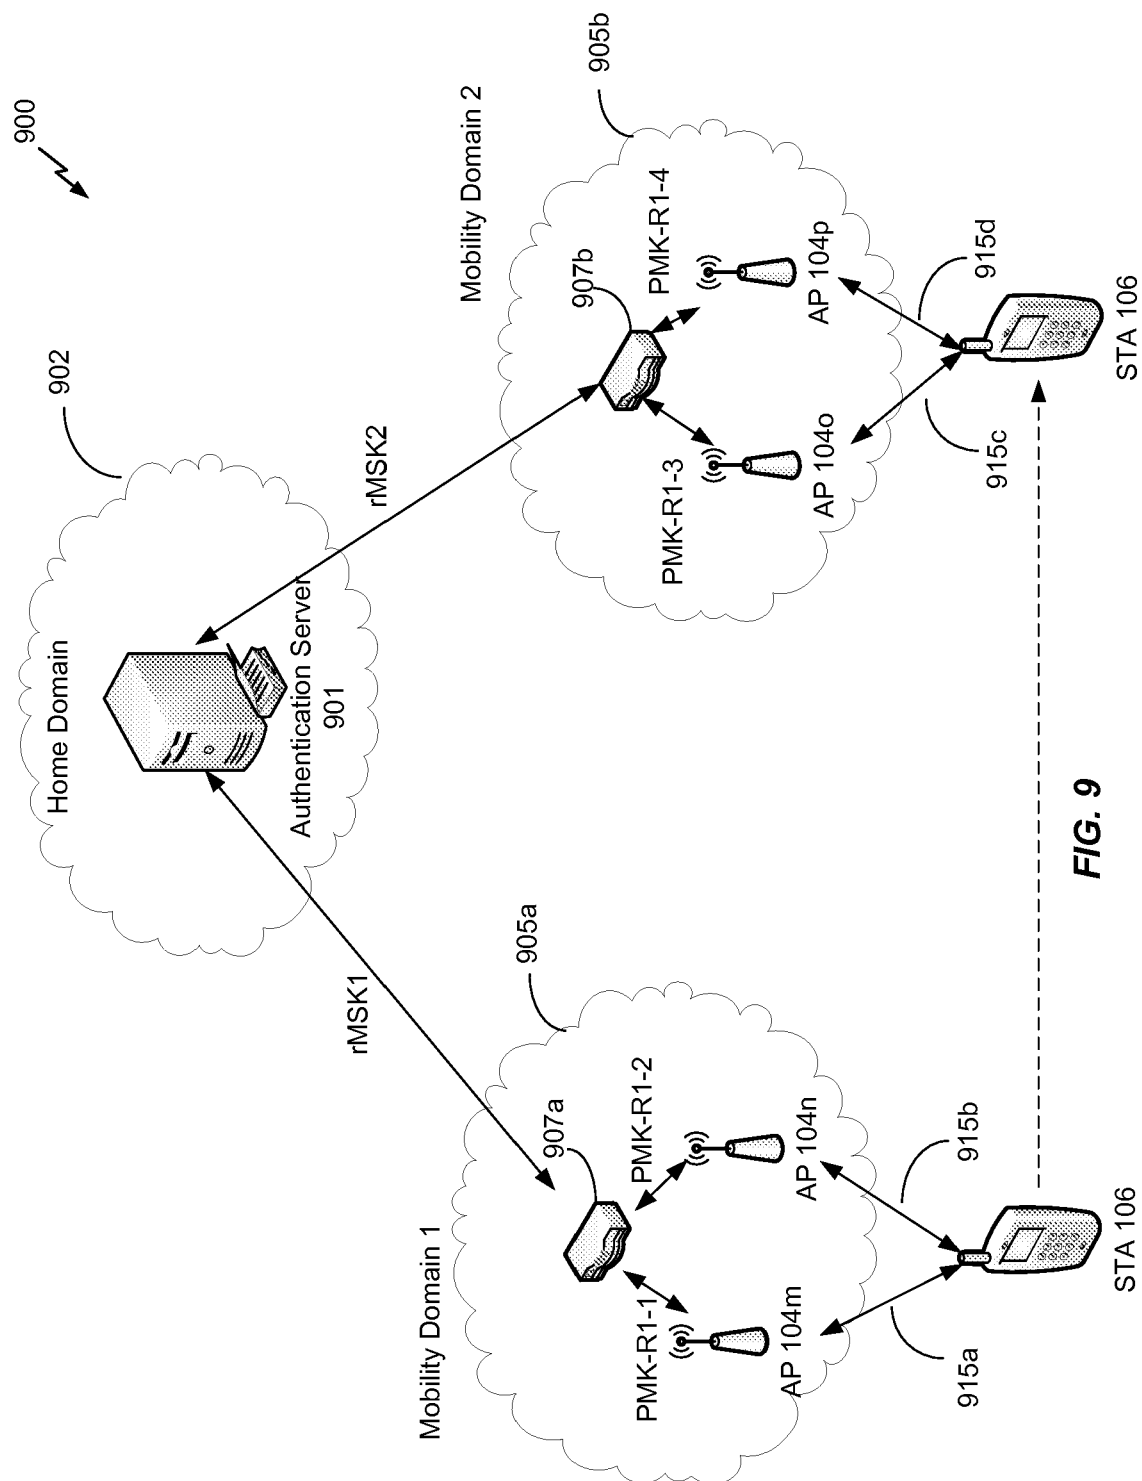 900
Home Domain
902
Authentication Server
901
rMSK1
rMSK2
Mobility Domain 1
905a
907a
PMK-R1-1
PMK-R1-2
AP 104m
AP 104n
915a
915b
STA 106
Mobility Domain 2
905b
907b
PMK-R1-3
PMK-R1-4
AP 104o
AP 104p
915c
915d
STA 106
FIG. 9